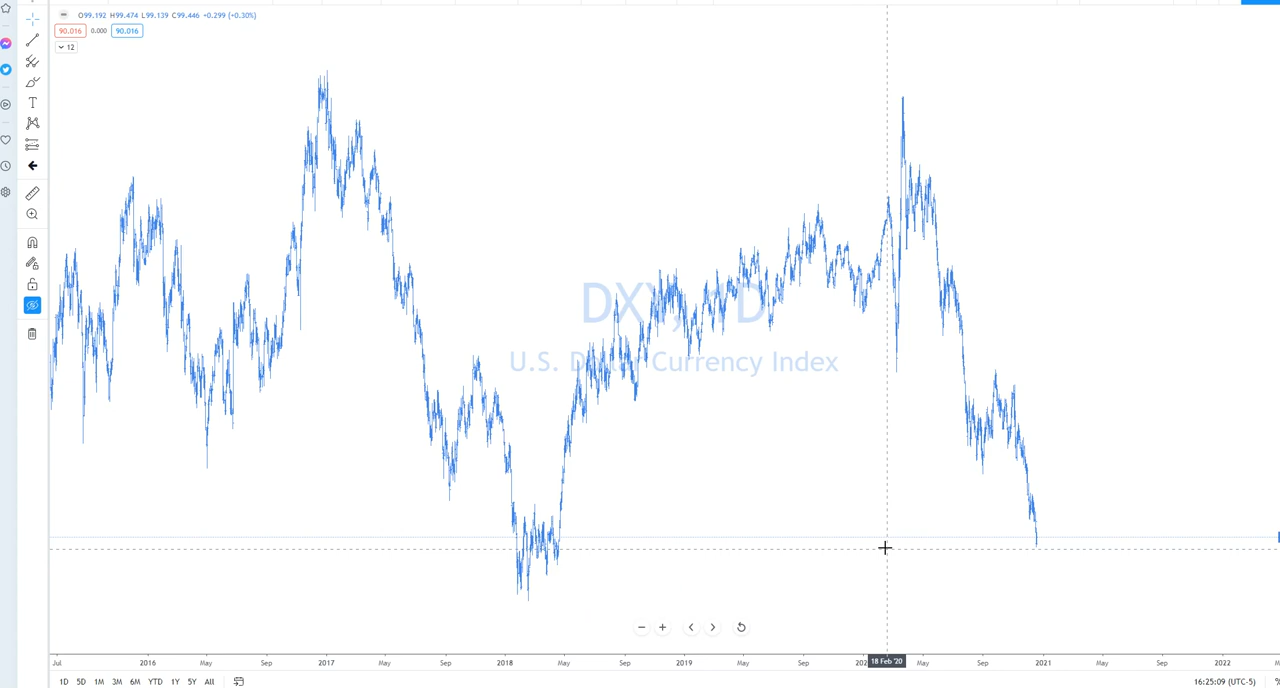 O99.192 H99.474 L99.139 C99.446 +0.299 (+0.30%)
90.016 0.000 90.016
12
DXY, 1D
U.S. Dollar Currency Index
Jul 2016 May Sep 2017 May Sep 2018 May Sep 2019 May Sep 202 18 Feb '20 May Sep 2021 May Sep 2022
1D 5D 1M 3M 6M YTD 1Y 5Y All 16:25:09 (UTC-5) %